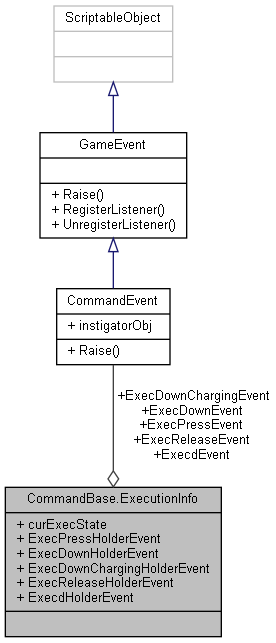 ScriptableObject
GameEvent
+ Raise()
+ RegisterListener()
+ UnregisterListener()
CommandEvent
+ instigatorObj
+ Raise()
+ExecDownChargingEvent
+ExecDownEvent
+ExecPressEvent
+ExecReleaseEvent
+ExecdEvent
CommandBase.ExecutionInfo
+ curExecState
+ ExecPressHolderEvent
+ ExecDownHolderEvent
+ ExecDownChargingHolderEvent
+ ExecReleaseHolderEvent
+ ExecdHolderEvent